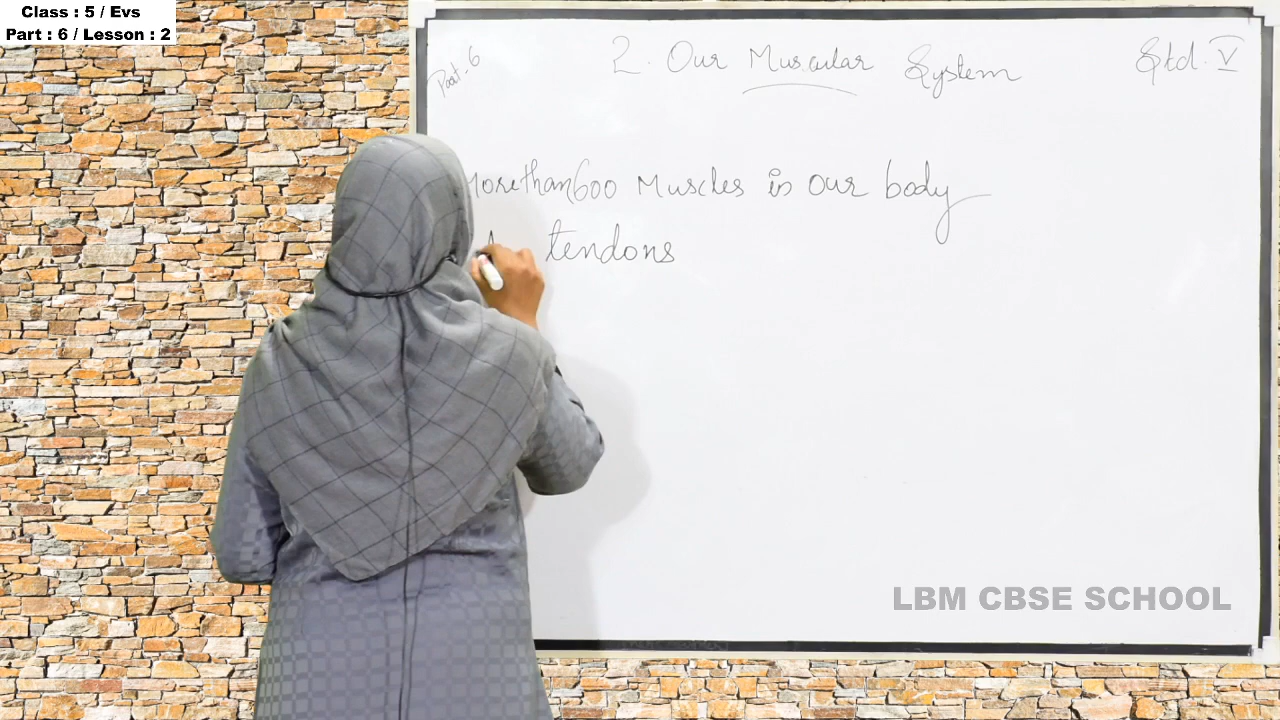 Class : 5 / Evs
Part : 6 / Lesson : 2
Part - 6
2. Our Muscular System
Std. V
More than 600 Muscles in Our body
tendons
LBM CBSE SCHOOL